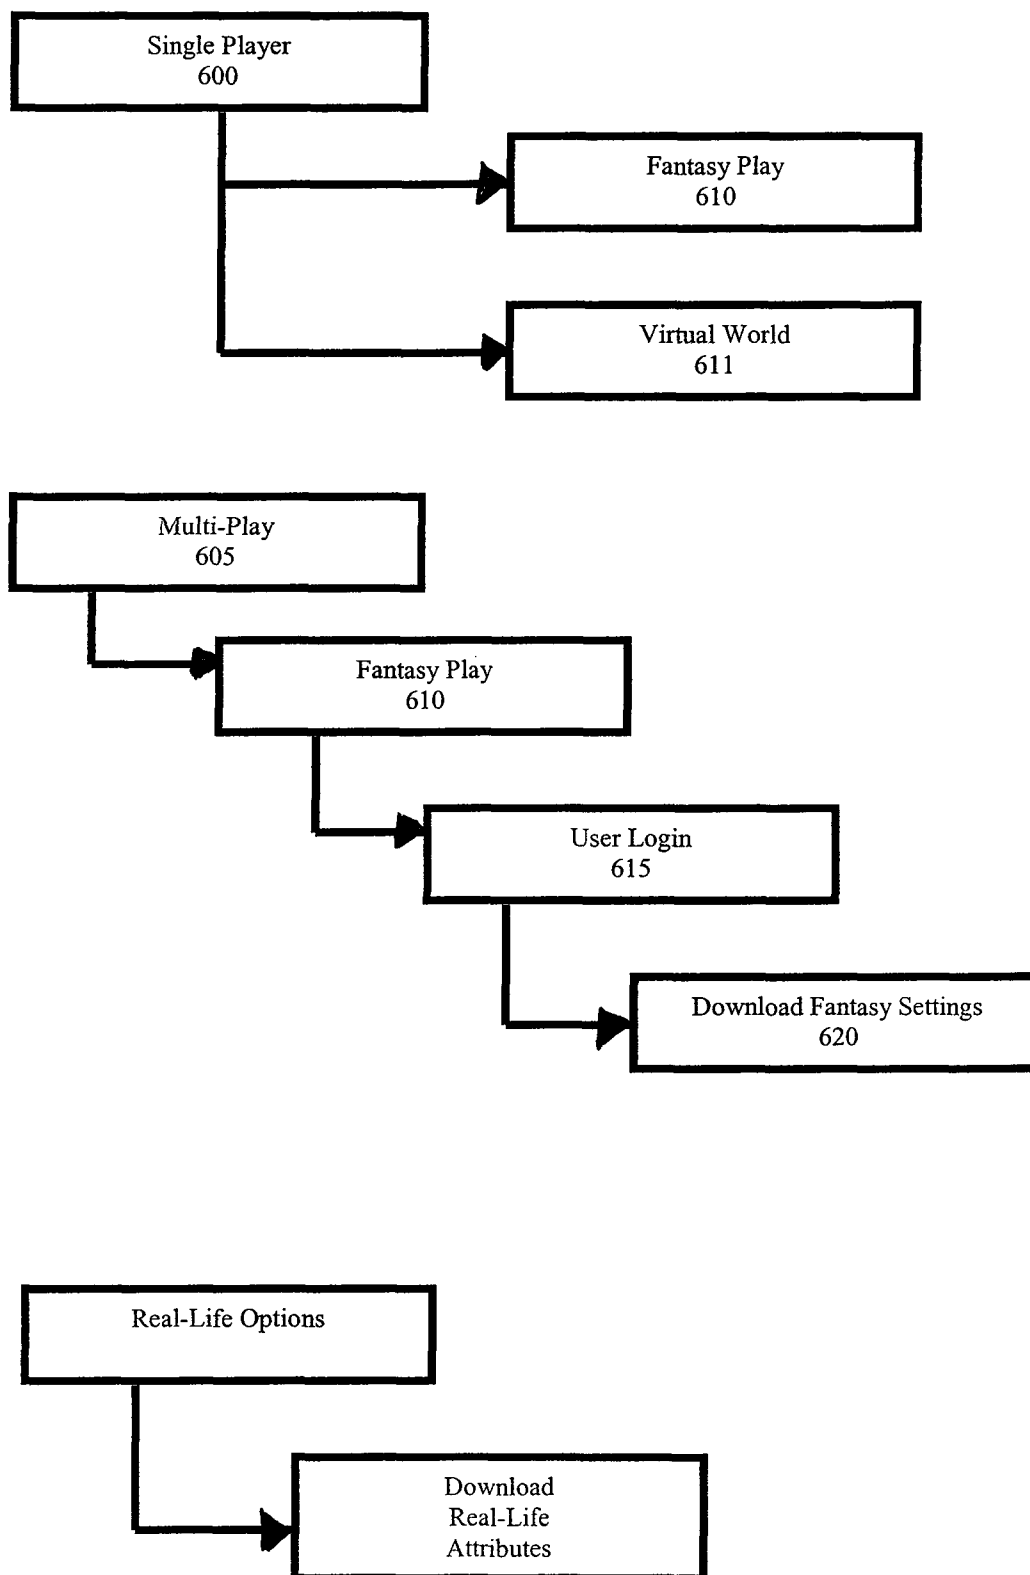 Single Player
600
Fantasy Play
610
Virtual World
611
Multi-Play
605
Fantasy Play
610
User Login
615
Download Fantasy Settings
620
Real-Life Options
Download
Real-Life
Attributes